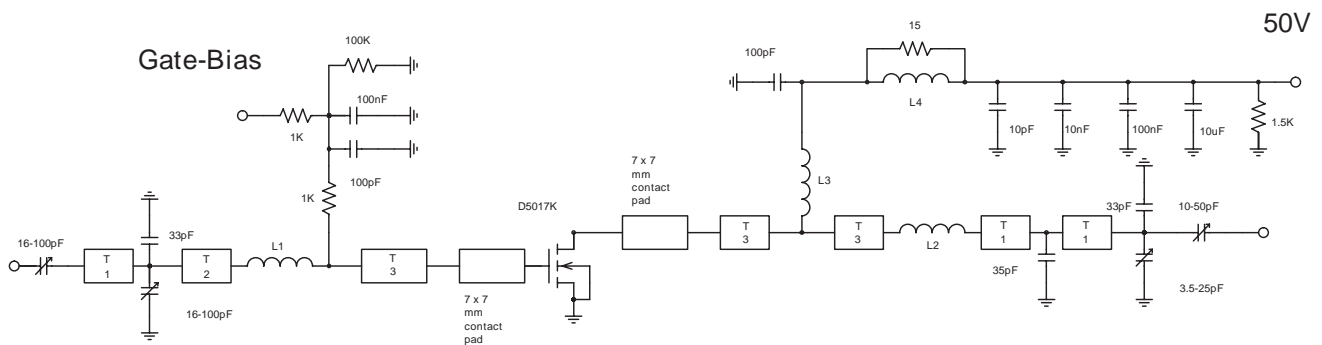 50V
Gate-Bias
100K
100nF
1K
100pF
1K
15
100pF
L4
10pF
10nF
100nF
10uF
1.5K
L3
7 x 7
mm
contact
pad
D5017K
16-100pF
T
1
33pF
T
2
L1
16-100pF
T
3
7 x 7
mm
contact
pad
T
3
T
3
L2
T
1
35pF
T
1
33pF
10-50pF
3.5-25pF